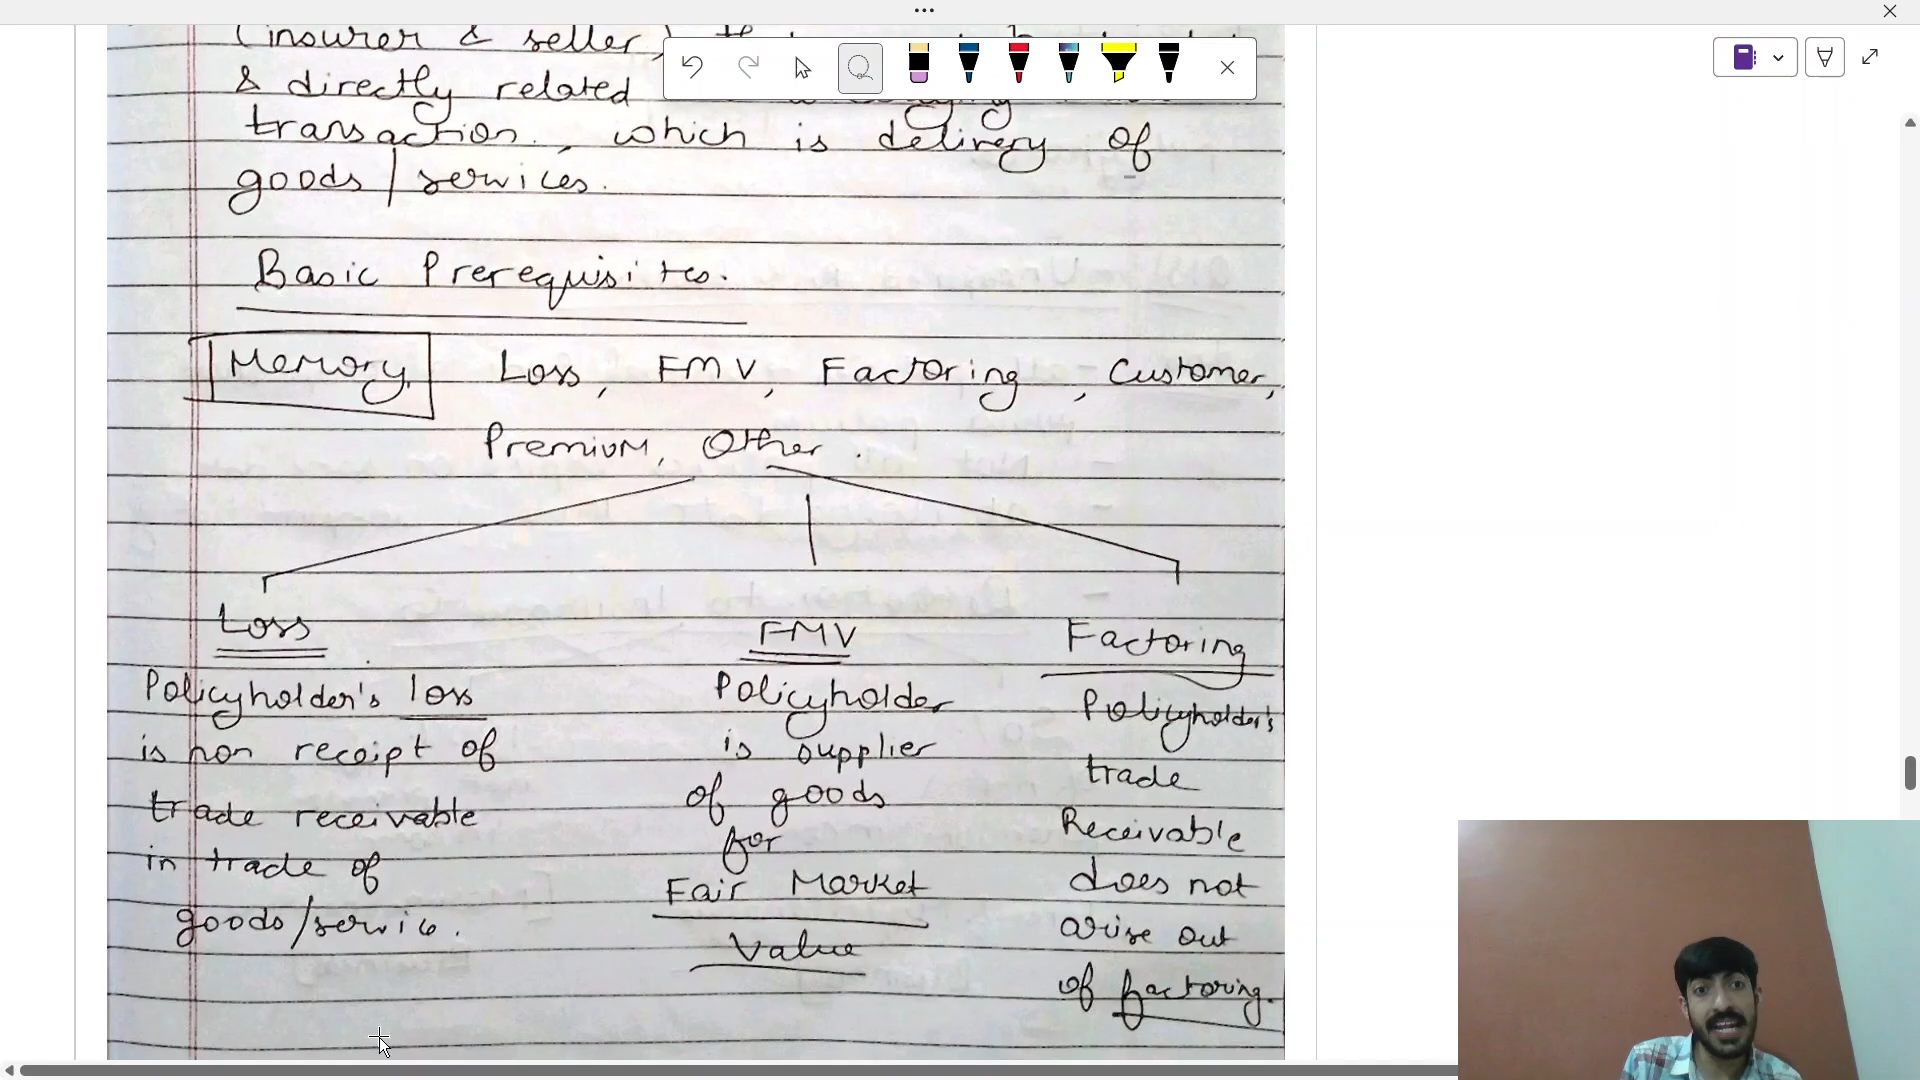 (insurer & seller)
& directly related
transaction, which is delivery of
goods/services.
Basic Prerequisites.
Memory. Loss, FMV, Factoring, Customer,
Premium, Other.
Loss
Policyholder's loss
is non receipt of
trade receivable
in trade of
goods/servic.
FMV
Policyholder
is supplier
of goods
for
Fair Market
Value
Factoring
Policyholder's
trade
Receivable
does not
arise out
of factoring.